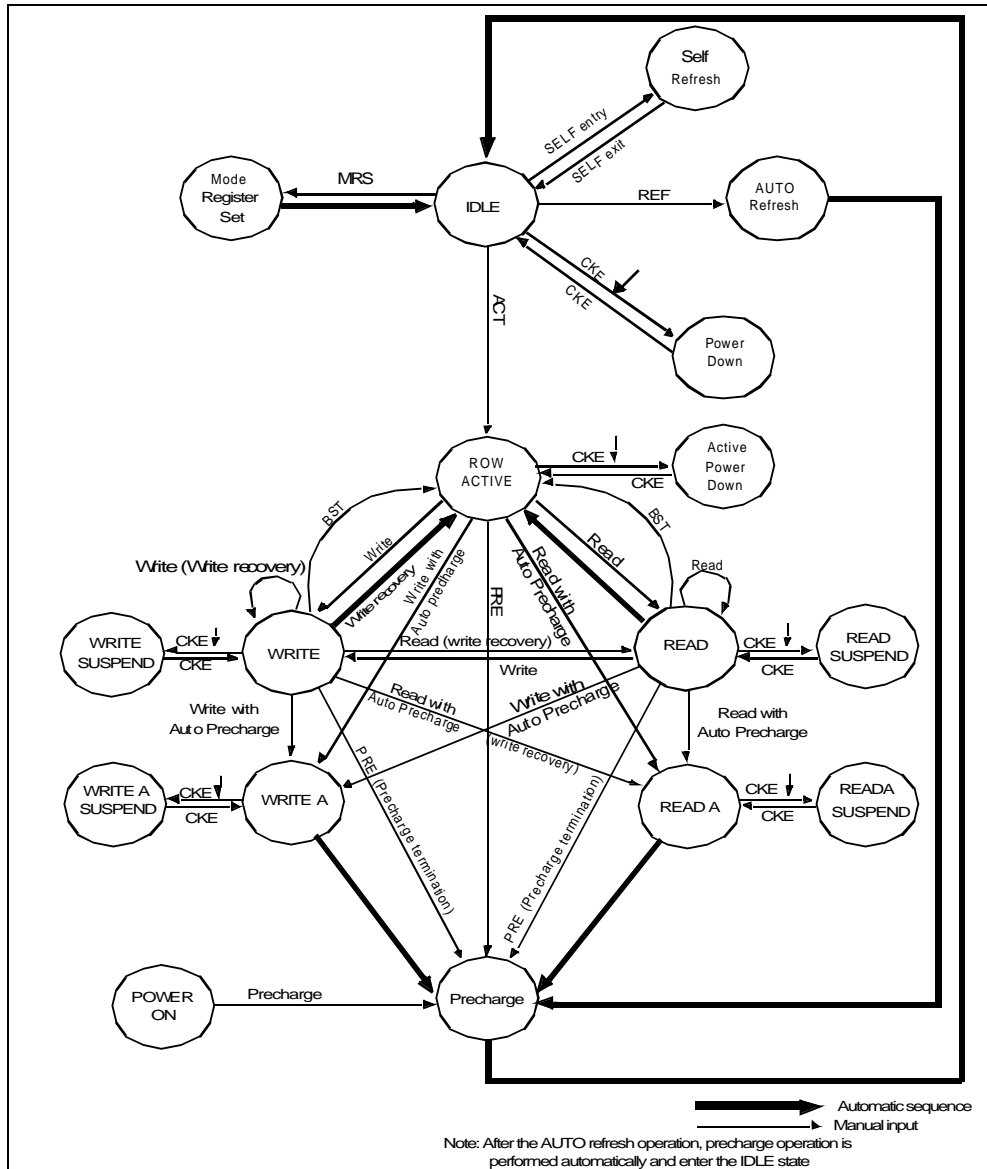 Self
Refresh
SELF entry
SELF exit
Mode
Register
Set
MRS
IDLE
REF
AUTO
Refresh
CKE
CKE
ACT
Power
Down
ROW
ACTIVE
CKE
CKE
Active
Power
Down
BST
BST
Write
Write recovery
Write with
Auto predharge
PRE
Read with
Auto Precharge
Read
Write (Write recovery)
Read
WRITE
SUSPEND
CKE
CKE
WRITE
Read (write recovery)
Write
READ
CKE
CKE
READ
SUSPEND
Write with
Auto Precharge
Read with
Auto Precharge
(write recovery)
Write with
Auto Precharge
Read with
Auto Precharge
WRITE A
SUSPEND
CKE
CKE
WRITE A
PRE (Precharge termination)
PRE (Precharge termination)
READ A
CKE
CKE
READA
SUSPEND
POWER
ON
Precharge
Precharge
Automatic sequence
Manual input
Note: After the AUTO refresh operation, precharge operation is
performed automatically and enter the IDLE state